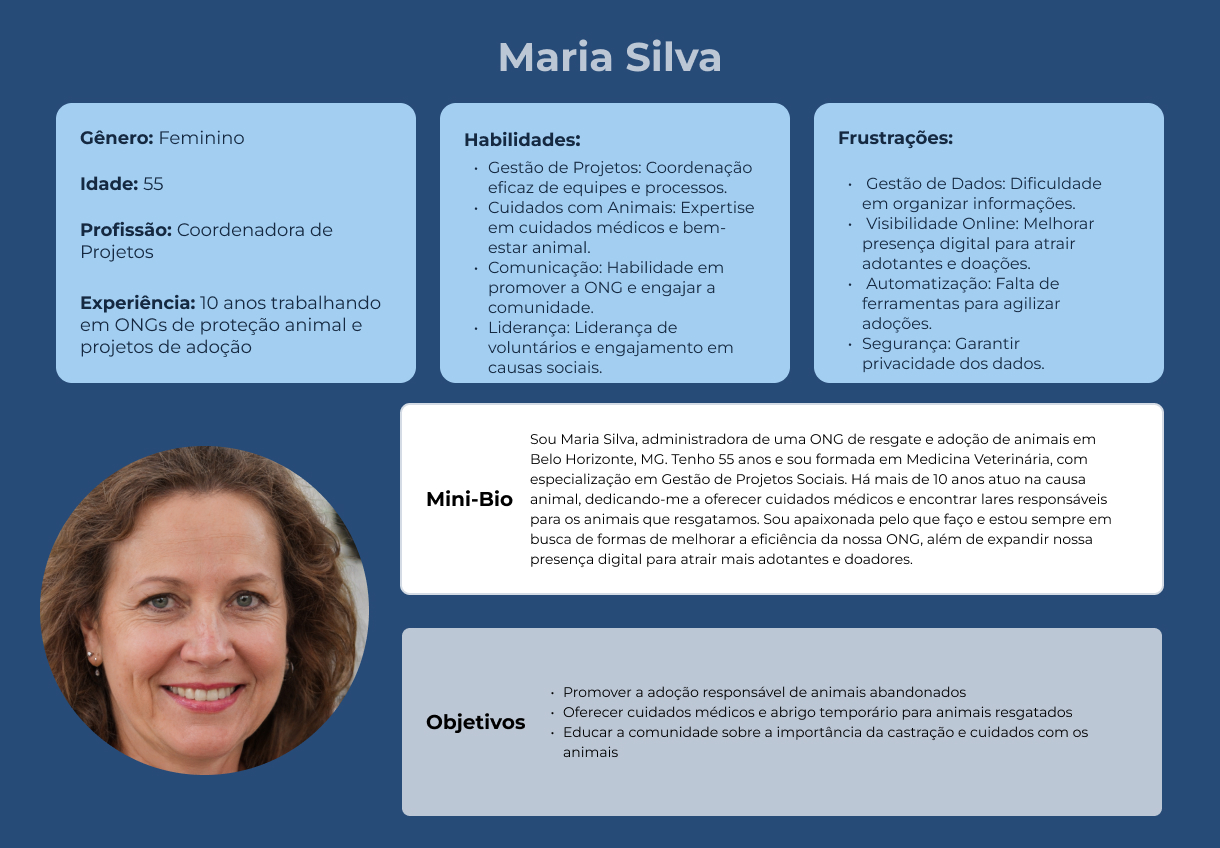 Maria Silva
Gênero: Feminino
Idade: 55
Profissão: Coordenadora de
Projetos
Experiência: 10 anos trabalhando
em ONGs de proteção animal e
projetos de adoção
Habilidades:
• Gestão de Projetos: Coordenação
eficaz de equipes e processos.
• Cuidados com Animais: Expertise
em cuidados médicos e bem-
estar animal.
• Comunicação: Habilidade em
promover a ONG e engajar a
comunidade.
• Liderança: Liderança de
voluntários e engajamento em
causas sociais.
Frustrações:
• Gestão de Dados: Dificuldade
em organizar informações.
• Visibilidade Online: Melhorar
presença digital para atrair
adotantes e doações.
• Automatização: Falta de
ferramentas para agilizar
adoções.
• Segurança: Garantir
privacidade dos dados.
Mini-Bio
Sou Maria Silva, administradora de uma ONG de resgate e adoção de animais em
Belo Horizonte, MG. Tenho 55 anos e sou formada em Medicina Veterinária, com
especialização em Gestão de Projetos Sociais. Há mais de 10 anos atuo na causa
animal, dedicando-me a oferecer cuidados médicos e encontrar lares responsáveis
para os animais que resgatamos. Sou apaixonada pelo que faço e estou sempre em
busca de formas de melhorar a eficiência da nossa ONG, além de expandir nossa
presença digital para atrair mais adotantes e doadores.
Objetivos
• Promover a adoção responsável de animais abandonados
• Oferecer cuidados médicos e abrigo temporário para animais resgatados
• Educar a comunidade sobre a importância da castração e cuidados com os
animais